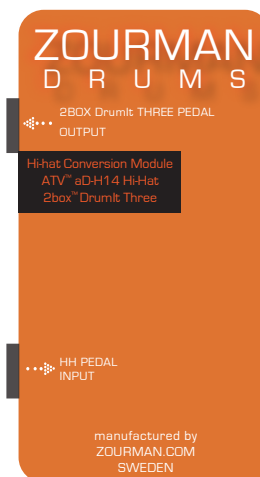 ZOURMAN
DRUMS
2BOX DrumIt THREE PEDAL
OUTPUT
Hi-hat Conversion Module
ATV™ aD-H14 Hi-Hat
2box™ DrumIt Three
HH PEDAL
INPUT
manufactured by
ZOURMAN.COM
SWEDEN